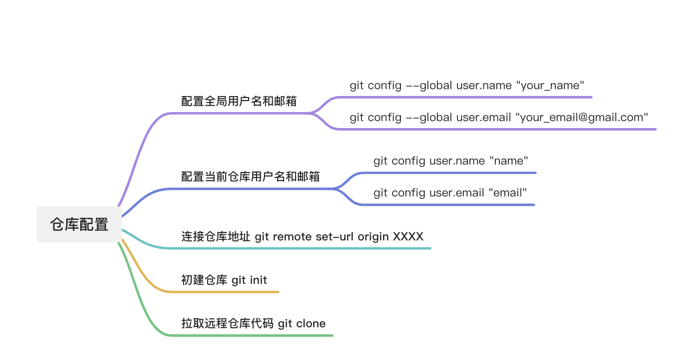 仓库配置
配置全局用户名和邮箱
git config --global user.name "your_name"
git config --global user.email "your_email@gmail.com"
配置当前仓库用户名和邮箱
git config user.name "name"
git config user.email "email"
连接仓库地址 git remote set-url origin XXXX
初建仓库 git init
拉取远程仓库代码 git clone